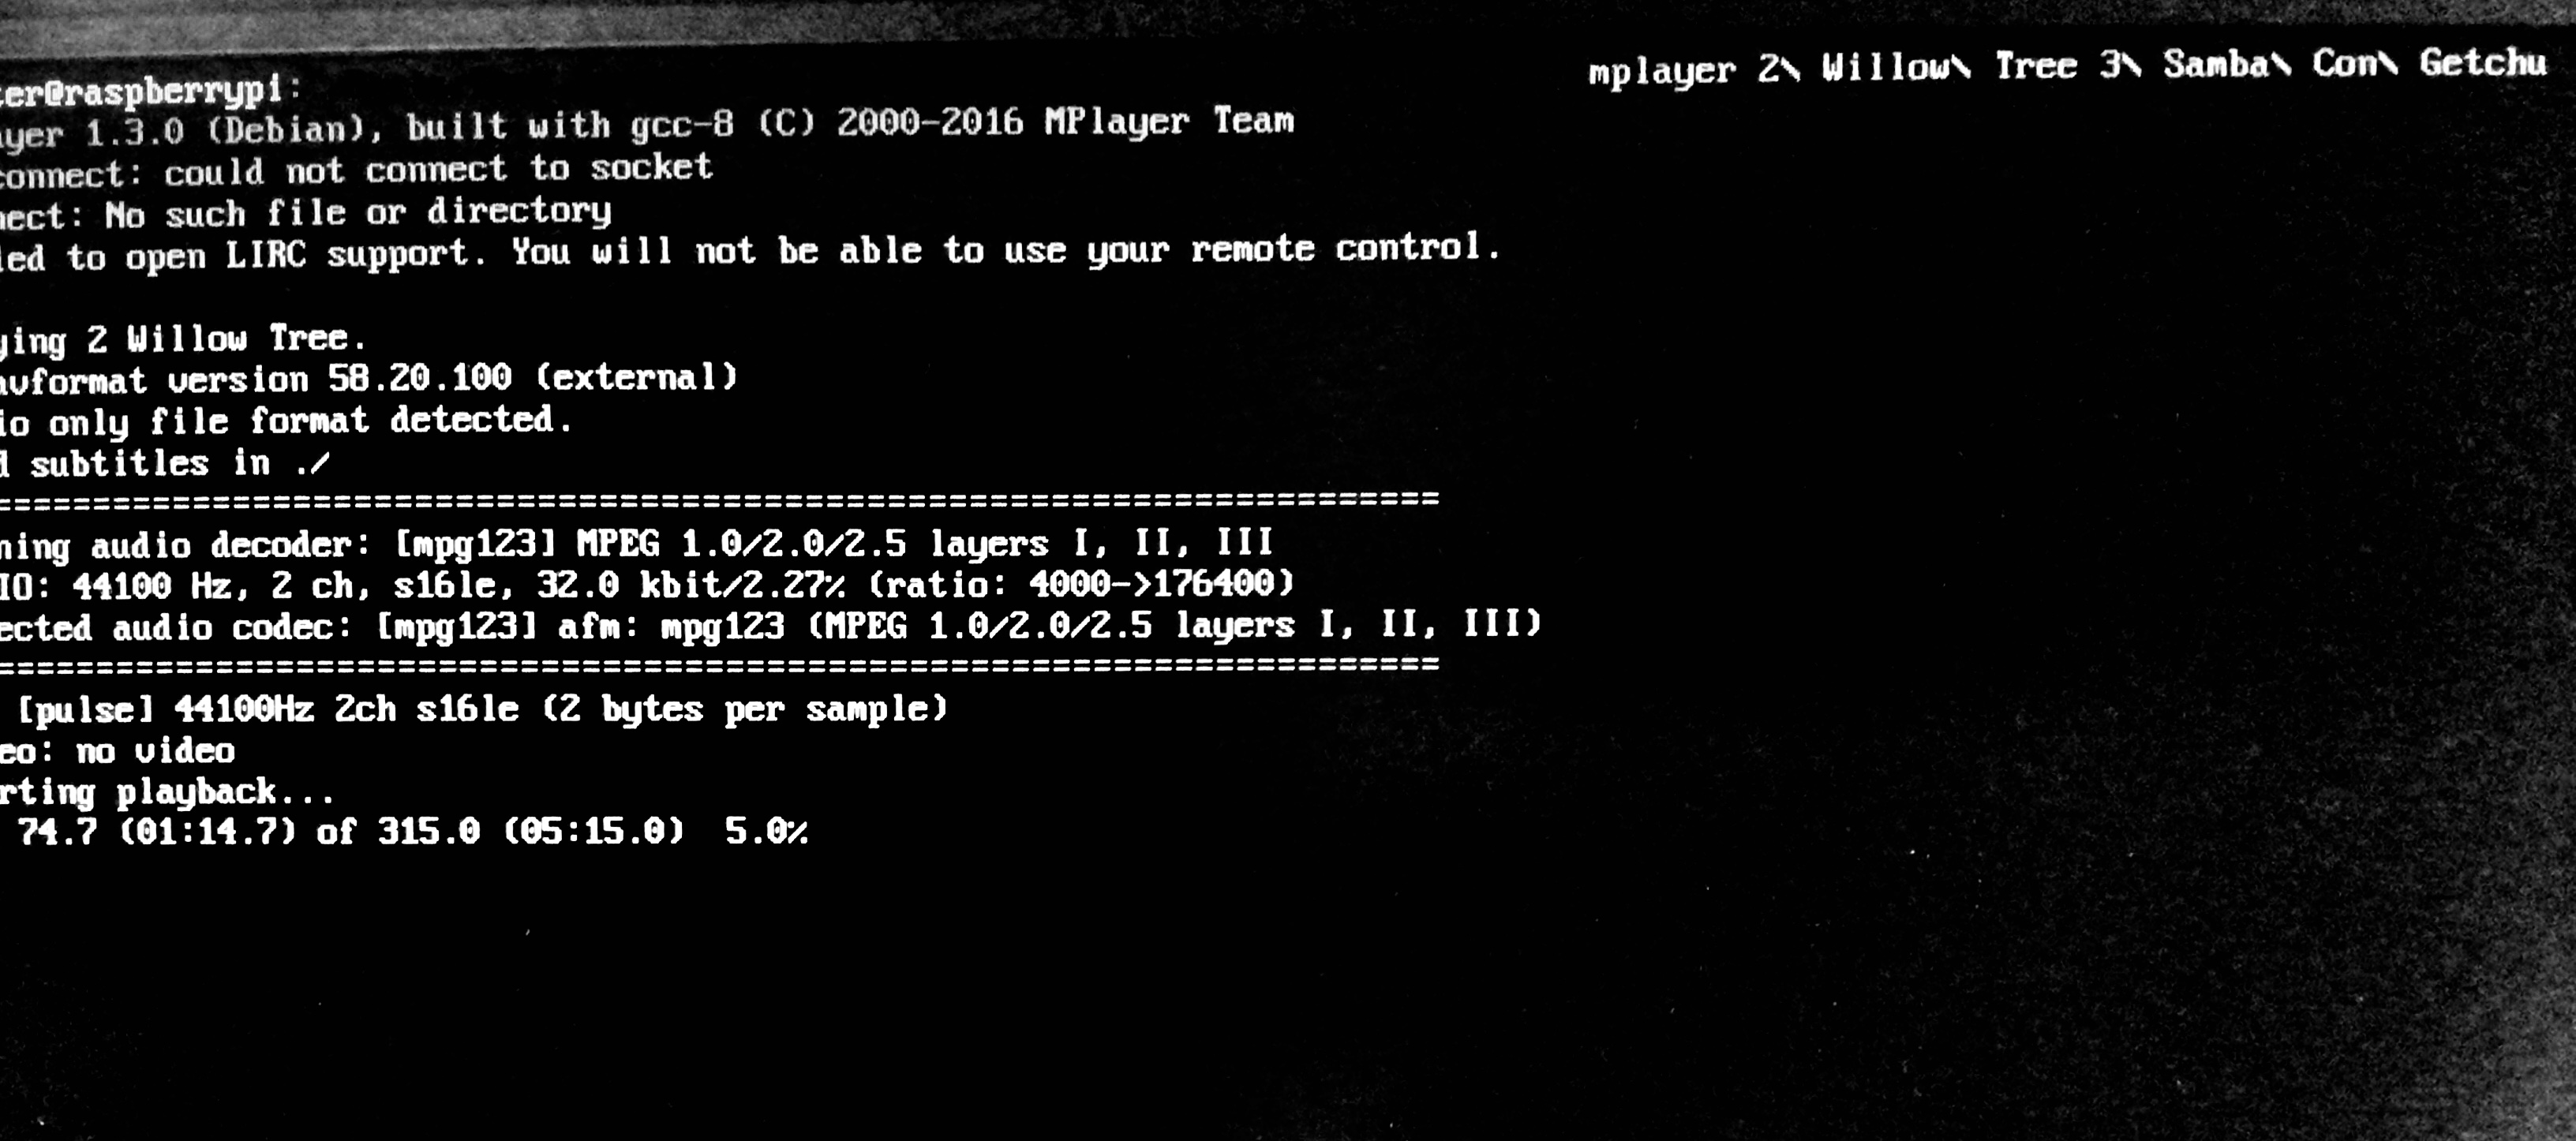 er@raspberrypi: mplayer 2\ Willow\ Tree 3\ Samba\ Con\ Getchu
yer 1.3.0 (Debian), built with gcc-8 (C) 2000-2016 MPlayer Team
connect: could not connect to socket
nect: No such file or directory
led to open LIRC support. You will not be able to use your remote control.
ying 2 Willow Tree.
avformat version 58.20.100 (external)
io only file format detected.
d subtitles in ./
==========================================================================
ning audio decoder: [mpg123] MPEG 1.0/2.0/2.5 layers I, II, III
IO: 44100 Hz, 2 ch, s16le, 32.0 kbit/2.27% (ratio: 4000->176400)
ected audio codec: [mpg123] afm: mpg123 (MPEG 1.0/2.0/2.5 layers I, II, III)
==========================================================================
[pulse] 44100Hz 2ch s16le (2 bytes per sample)
eo: no video
rting playback...
74.7 (01:14.7) of 315.0 (05:15.0) 5.0%